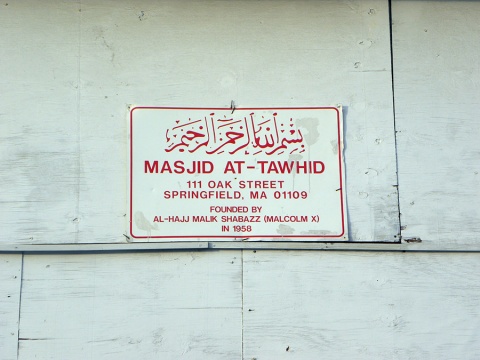 بسم الله الرحمن الرحيم
MASJID AT-TAWHID
111 OAK STREET
SPRINGFIELD, MA 01109
FOUNDED BY
AL-HAJJ MALIK SHABAZZ (MALCOLM X)
IN 1958